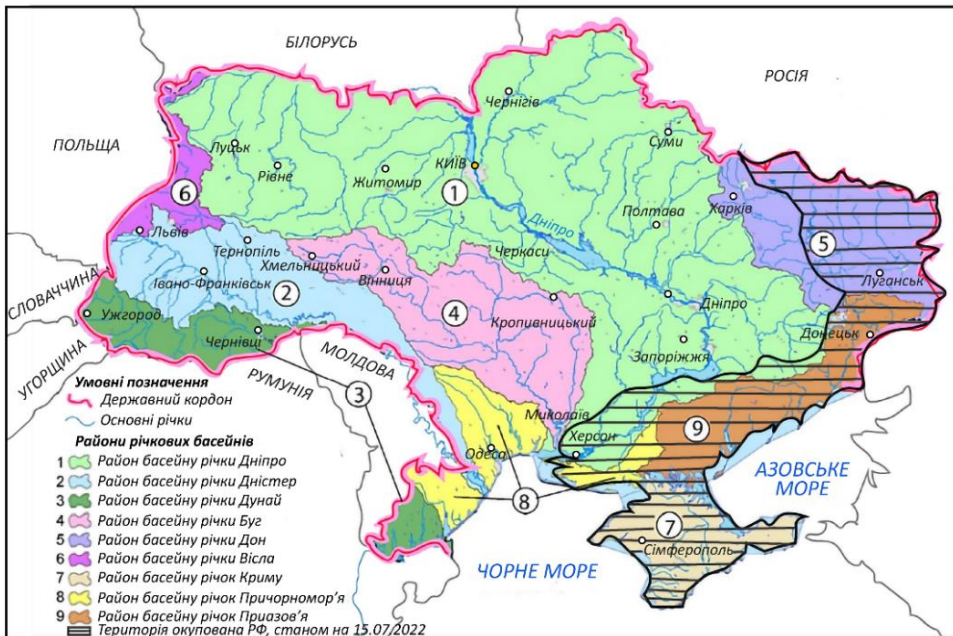 БІЛОРУСЬ
РОСІЯ
ПОЛЬЩА
СЛОВАЧЧИНА
УГОРЩИНА
РУМУНІЯ
МОЛДОВА
Чернігів
Суми
Луцьк
Рівне
Житомир
КИЇВ
1
6
Полтава
Харків
5
Львів
Тернопіль
Хмельницький
Вінниця
Черкаси
Дніпро
Івано-Франківськ
2
4
Кропивницький
Дніпро
Луганськ
Ужгород
Чернівці
Запоріжжя
Донецьк
3
Миколаїв
Херсон
9
Одеса
8
7
Сімферополь
АЗОВСЬКЕ
МОРЕ
ЧОРНЕ МОРЕ
Умовні позначення
Державний кордон
Основні річки
Райони річкових басейнів
1 Район басейну річки Дніпро
2 Район басейну річки Дністер
3 Район басейну річки Дунай
4 Район басейну річки Буг
5 Район басейну річки Дон
6 Район басейну річки Вісла
7 Район басейну річок Криму
8 Район басейну річок Причорномор’я
9 Район басейну річок Приазов’я
Територія окупована РФ, станом на 15.07/2022